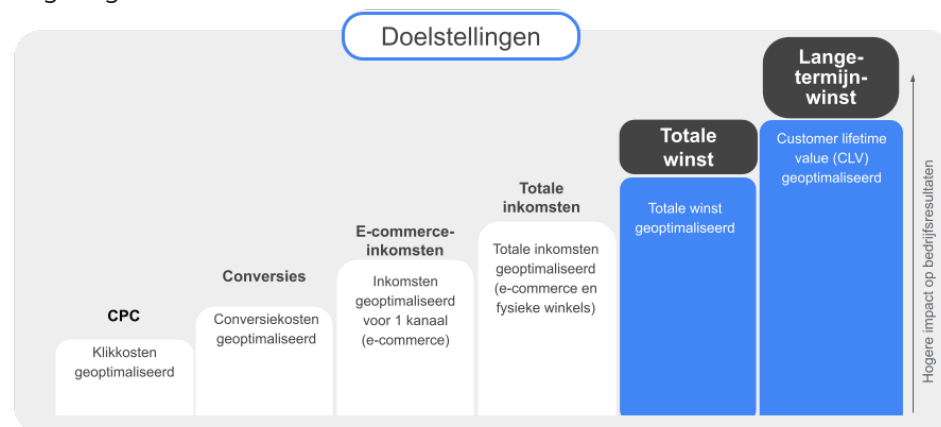 Doelstellingen
CPC
Klikkosten
geoptimaliseerd
Conversies
Conversiekosten
geoptimaliseerd
E-commerce-
inkomsten
Inkomsten
geoptimaliseerd
voor 1 kanaal
(e-commerce)
Totale
inkomsten
Totale inkomsten
geoptimaliseerd
(e-commerce en
fysieke winkels)
Totale
winst
Totale winst
geoptimaliseerd
Lange-
termijn-
winst
Customer lifetime
value (CLV)
geoptimaliseerd
Hogere impact op bedrijfsresultaten